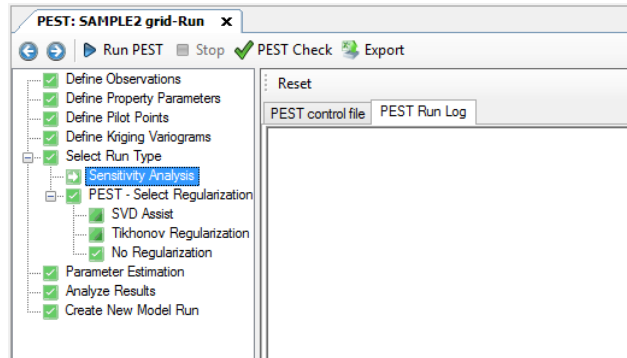 PEST: SAMPLE2 grid-Run x
Run PEST Stop PEST Check Export
Define Observations
Define Property Parameters
Define Pilot Points
Define Kriging Variograms
Select Run Type
Sensitivity Analysis
PEST - Select Regularization
SVD Assist
Tikhonov Regularization
No Regularization
Parameter Estimation
Analyze Results
Create New Model Run
Reset
PEST control file PEST Run Log